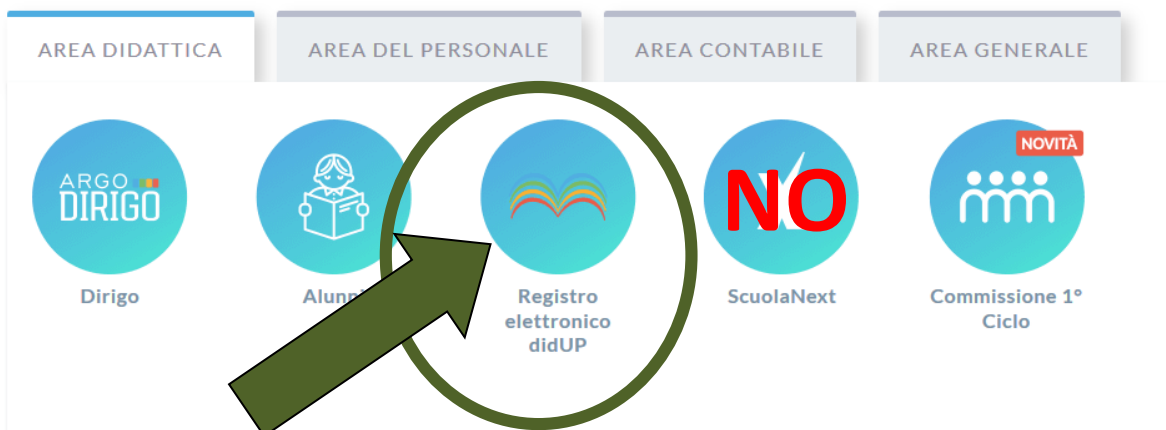 AREA DIDATTICA
AREA DEL PERSONALE
AREA CONTABILE
AREA GENERALE
ARGO
DIRIGO
NO
NOVITÀ
Dirigo
Registro
elettronico
didUP
ScuolaNext
Commissione 1°
Ciclo